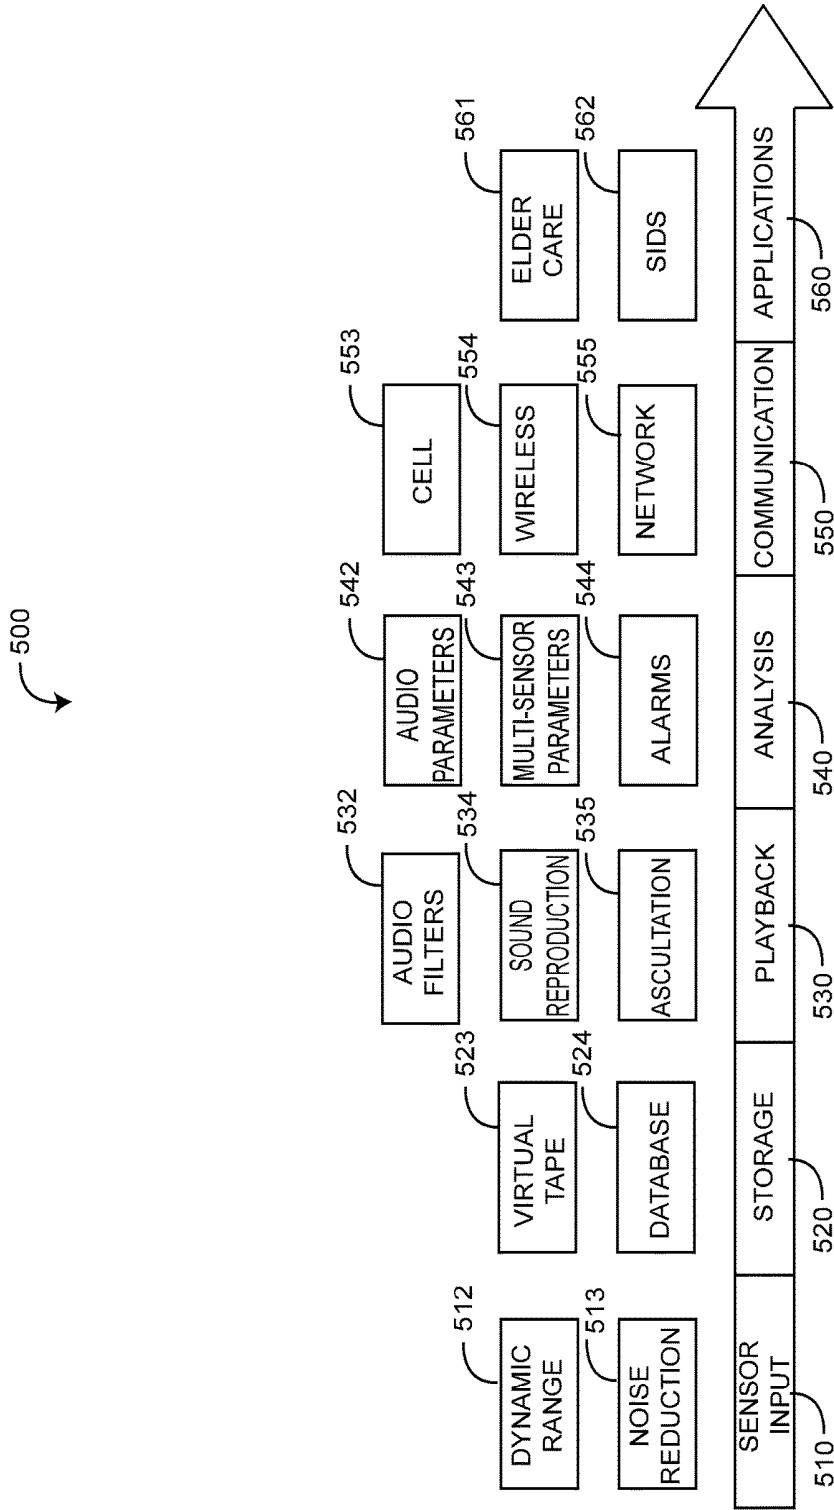 500
512
DYNAMIC
RANGE
513
NOISE
REDUCTION
SENSOR
INPUT
510
523
VIRTUAL
TAPE
524
DATABASE
STORAGE
520
532
AUDIO
FILTERS
534
SOUND
REPRODUCTION
535
ASCULTATION
PLAYBACK
530
542
AUDIO
PARAMETERS
543
MULTI-SENSOR
PARAMETERS
544
ALARMS
ANALYSIS
540
553
CELL
554
WIRELESS
555
NETWORK
COMMUNICATION
550
561
ELDER
CARE
562
SIDS
APPLICATIONS
560